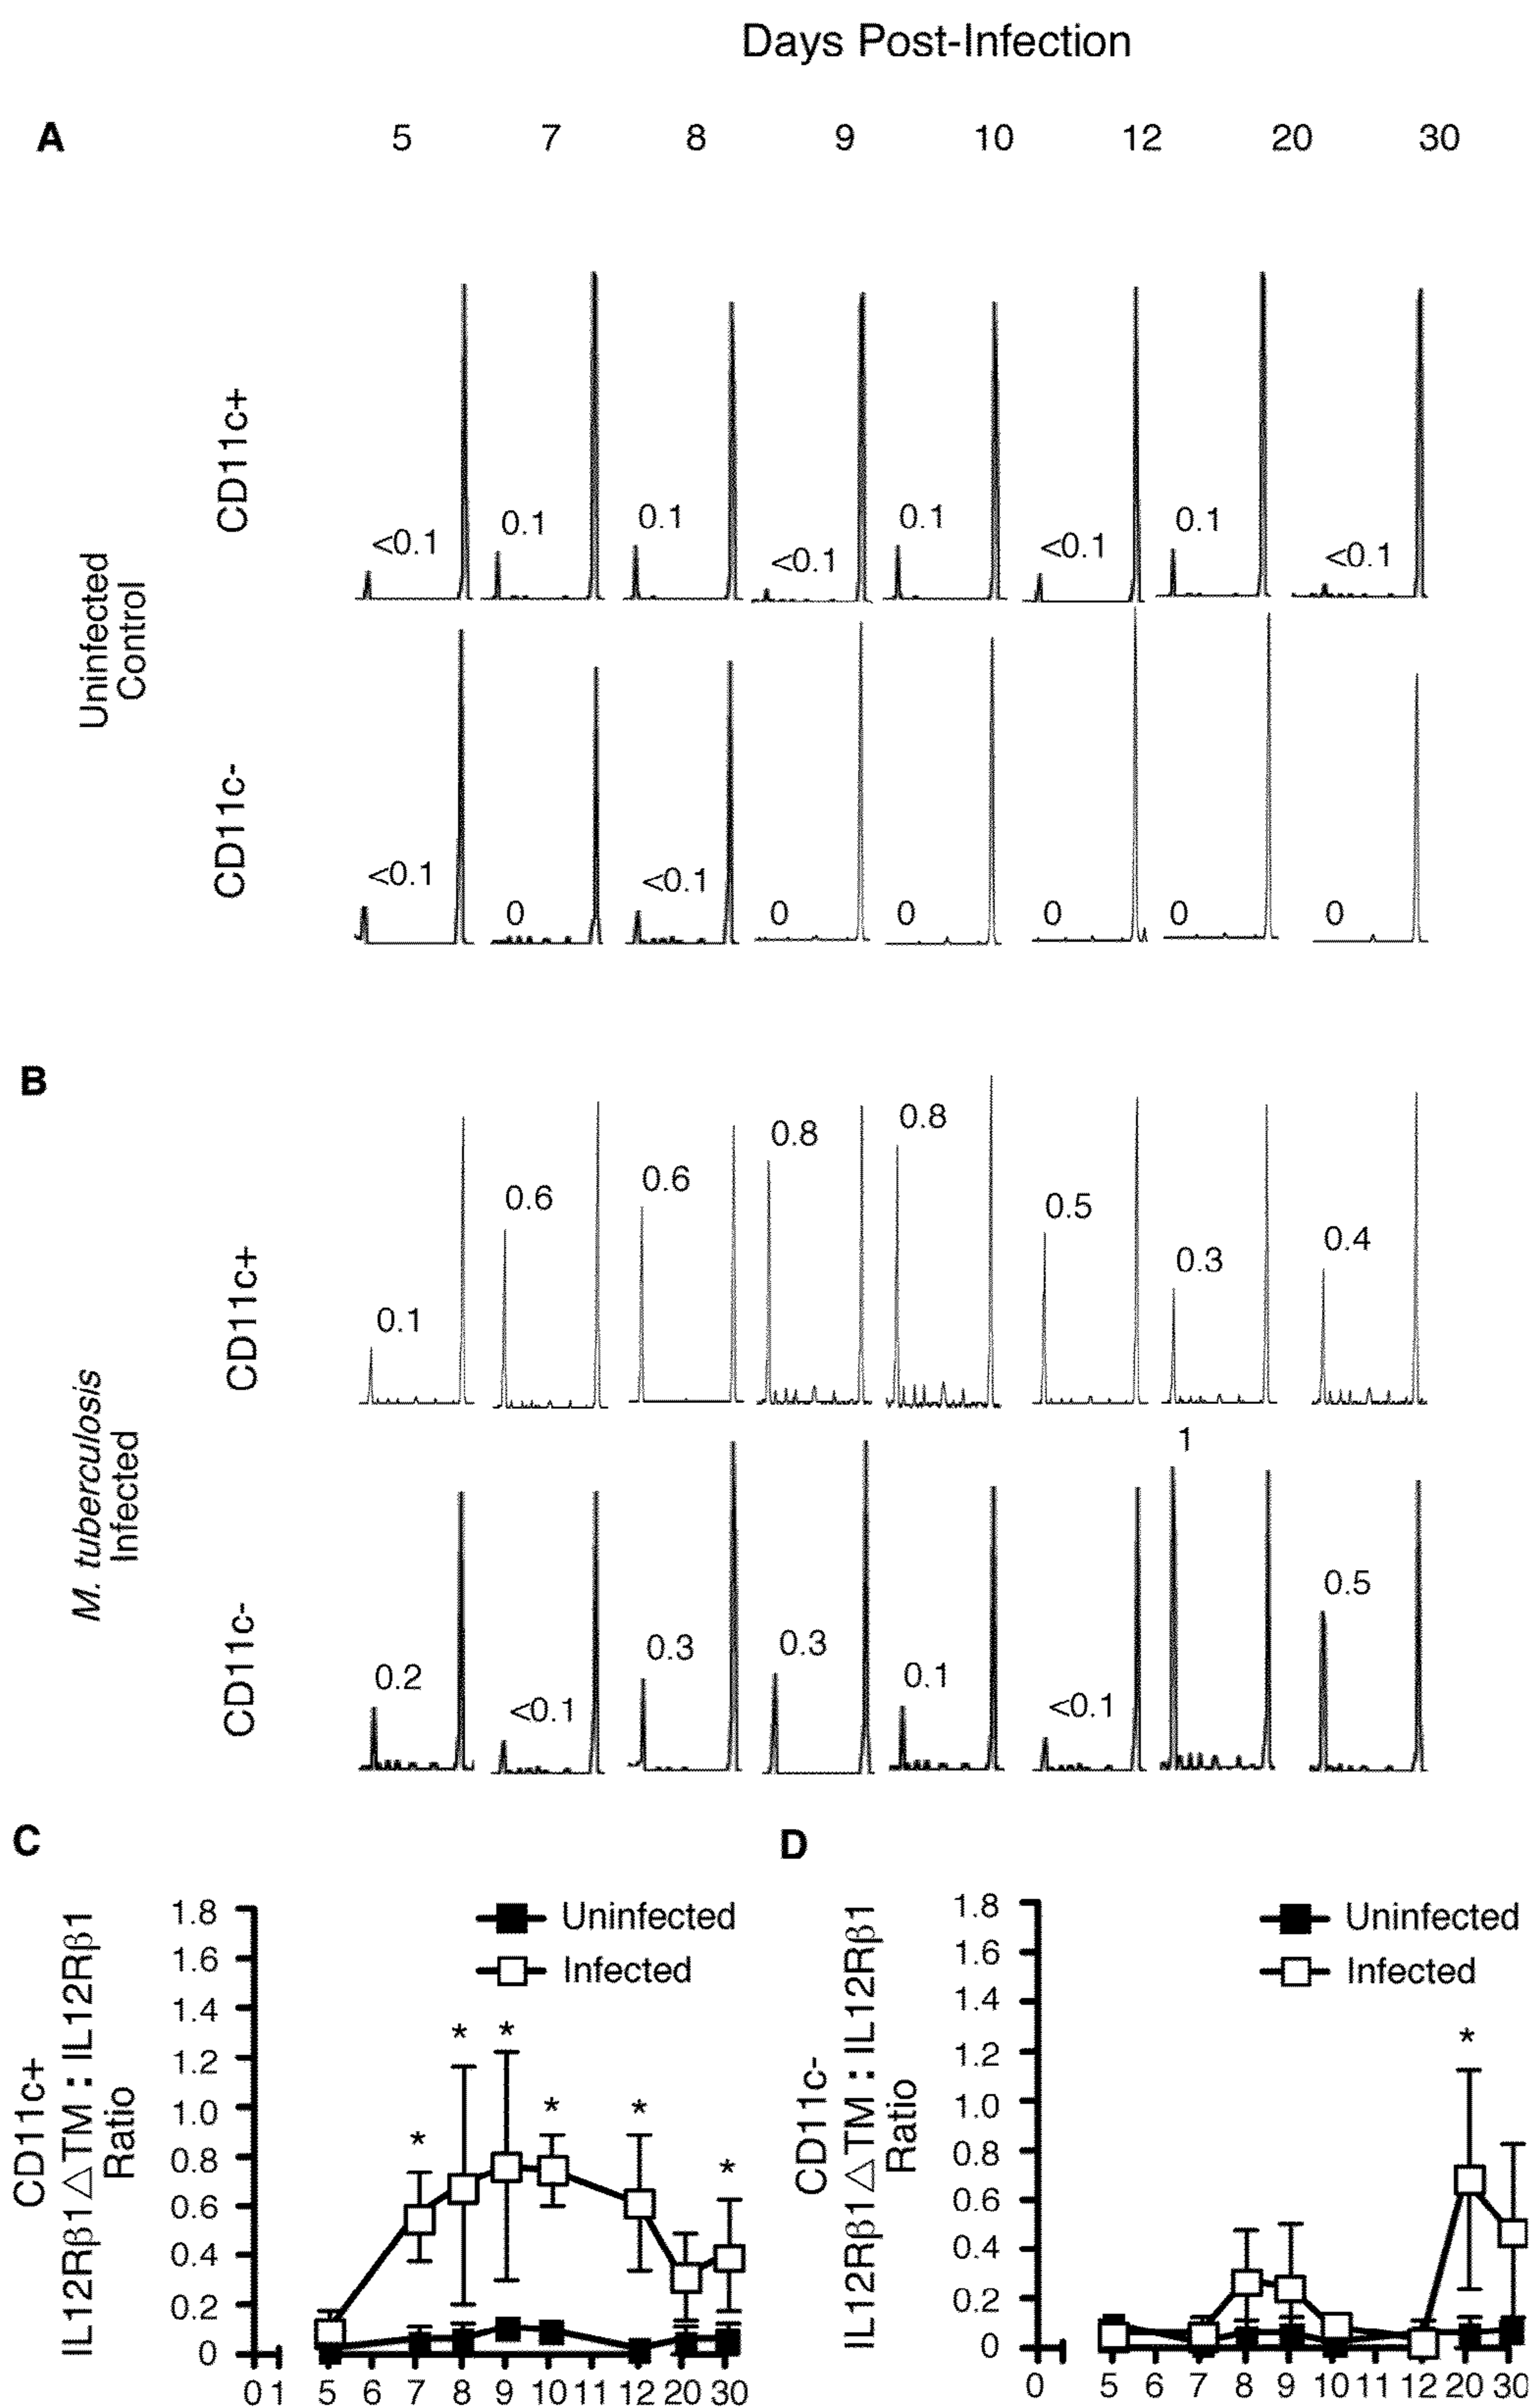 Days Post-Infection
A
5 7 8 9 10 12 20 30
Uninfected
Control
CD11c+
<0.1 0.1 0.1 <0.1 0.1 <0.1 0.1 <0.1
CD11c-
<0.1 0 <0.1 0 0 0 0 0
B
M. tuberculosis
Infected
CD11c+
0.1 0.6 0.6 0.8 0.8 0.5 0.3 0.4
CD11c-
0.2 <0.1 0.3 0.3 0.1 <0.1 1 0.5
C
CD11c+
IL12Rβ1△TM : IL12Rβ1
Ratio
Uninfected
Infected
1.8
1.6
1.4
1.2
1.0
0.8
0.6
0.4
0.2
0
* * * * * *
0 1 5 6 7 8 9 10 11 12 20 30
D
CD11c-
IL12Rβ1△TM : IL12Rβ1
Ratio
Uninfected
Infected
1.8
1.6
1.4
1.2
1.0
0.8
0.6
0.4
0.2
0
*
0 5 6 7 8 9 10 11 12 20 30